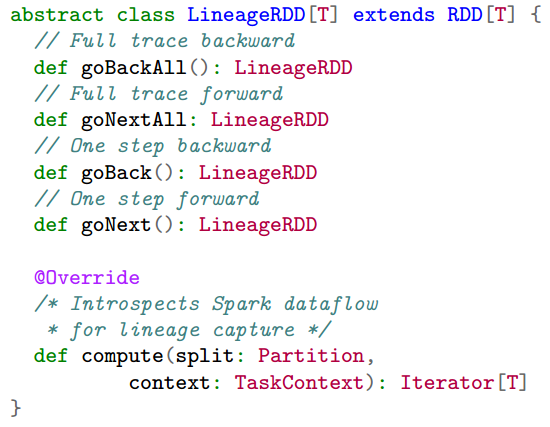 abstract class LineageRDD[T] extends RDD[T] {
  // Full trace backward
  def goBackAll(): LineageRDD
  // Full trace forward
  def goNextAll: LineageRDD
  // One step backward
  def goBack(): LineageRDD
  // One step forward
  def goNext(): LineageRDD

  @Override
  /* Introspects Spark dataflow
   * for lineage capture */
  def compute(split: Partition,
          context: TaskContext): Iterator[T]
}